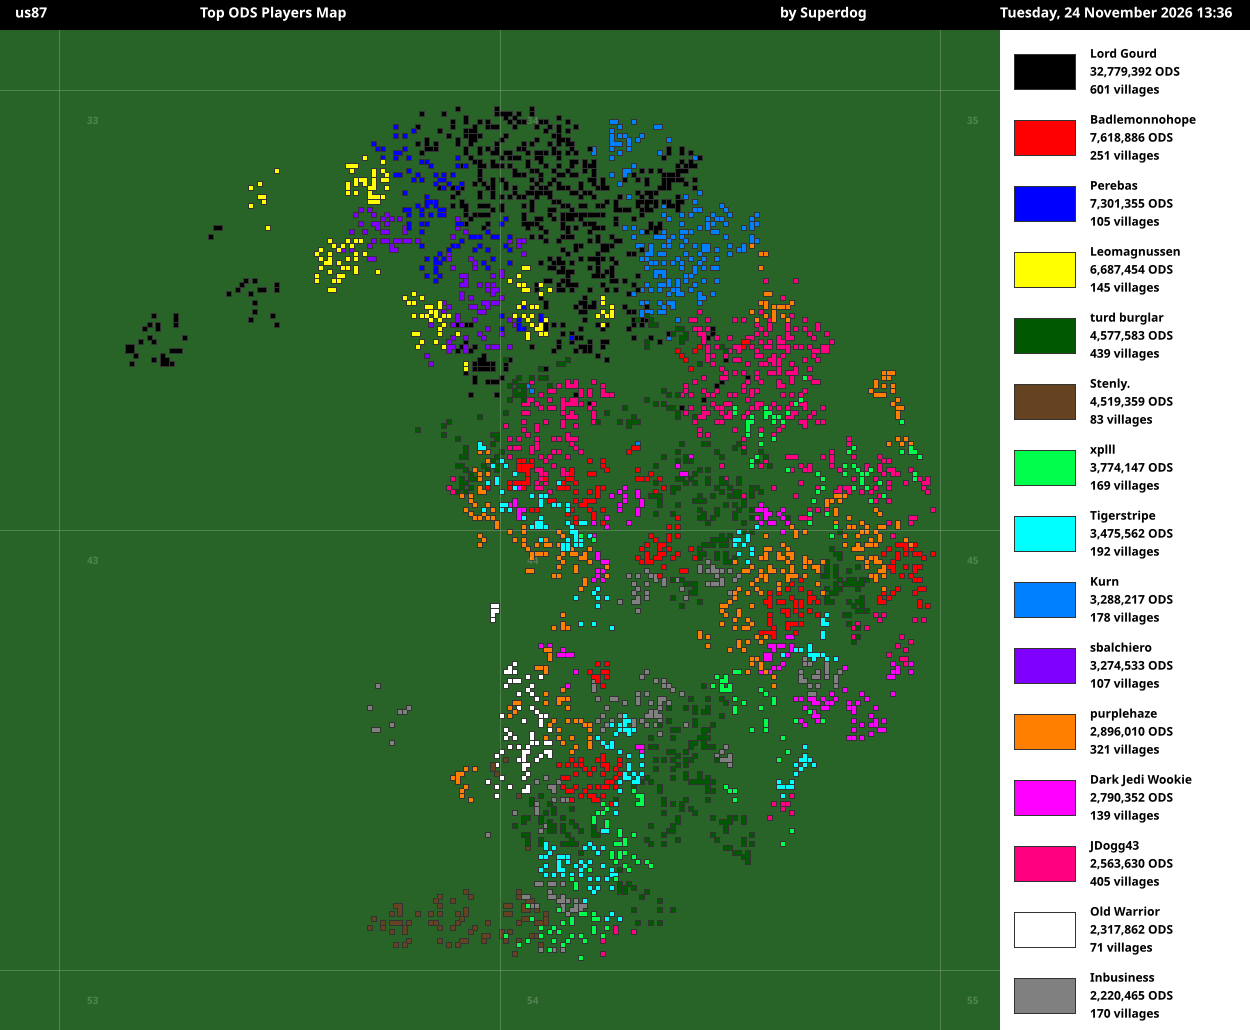 us87 Top ODS Players Map by Superdog Tuesday, 24 November 2026 13:36
33 34 35
43 44 45
53 54 55
Lord Gourd
32,779,392 ODS
601 villages
Badlemonnohope
7,618,886 ODS
251 villages
Perebas
7,301,355 ODS
105 villages
Leomagnussen
6,687,454 ODS
145 villages
turd burglar
4,577,583 ODS
439 villages
Stenly.
4,519,359 ODS
83 villages
xplll
3,774,147 ODS
169 villages
Tigerstripe
3,475,562 ODS
192 villages
Kurn
3,288,217 ODS
178 villages
sbalchiero
3,274,533 ODS
107 villages
purplehaze
2,896,010 ODS
321 villages
Dark Jedi Wookie
2,790,352 ODS
139 villages
JDogg43
2,563,630 ODS
405 villages
Old Warrior
2,317,862 ODS
71 villages
Inbusiness
2,220,465 ODS
170 villages